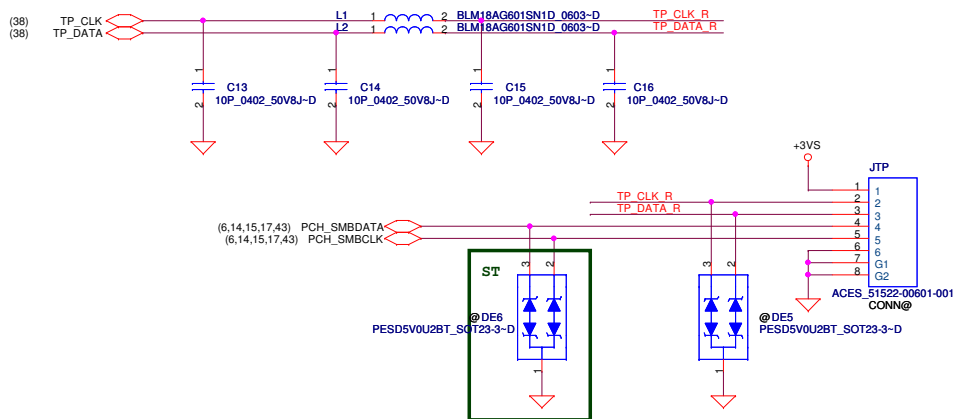 (38) TP_CLK L1 1 2 BLM18AG601SN1D_0603~D TP_CLK_R
(38) TP_DATA L2 1 2 BLM18AG601SN1D_0603~D TP_DATA_R
1 1 1 1
C13 C14 C15 C16
10P_0402_50V8J~D 10P_0402_50V8J~D 10P_0402_50V8J~D 10P_0402_50V8J~D
2 2 2 2
+3VS
JTP
1 1
TP_CLK_R 2 2
TP_DATA_R 3 3
(6,14,15,17,43) PCH_SMBDATA 4 4
(6,14,15,17,43) PCH_SMBCLK 5 5
6 6
7 G1
8 G2
ST 3 2 3 2
ACES_51522-00601-001
CONN@
@DE6 @DE5
PESD5V0U2BT_SOT23-3~D PESD5V0U2BT_SOT23-3~D
1 1